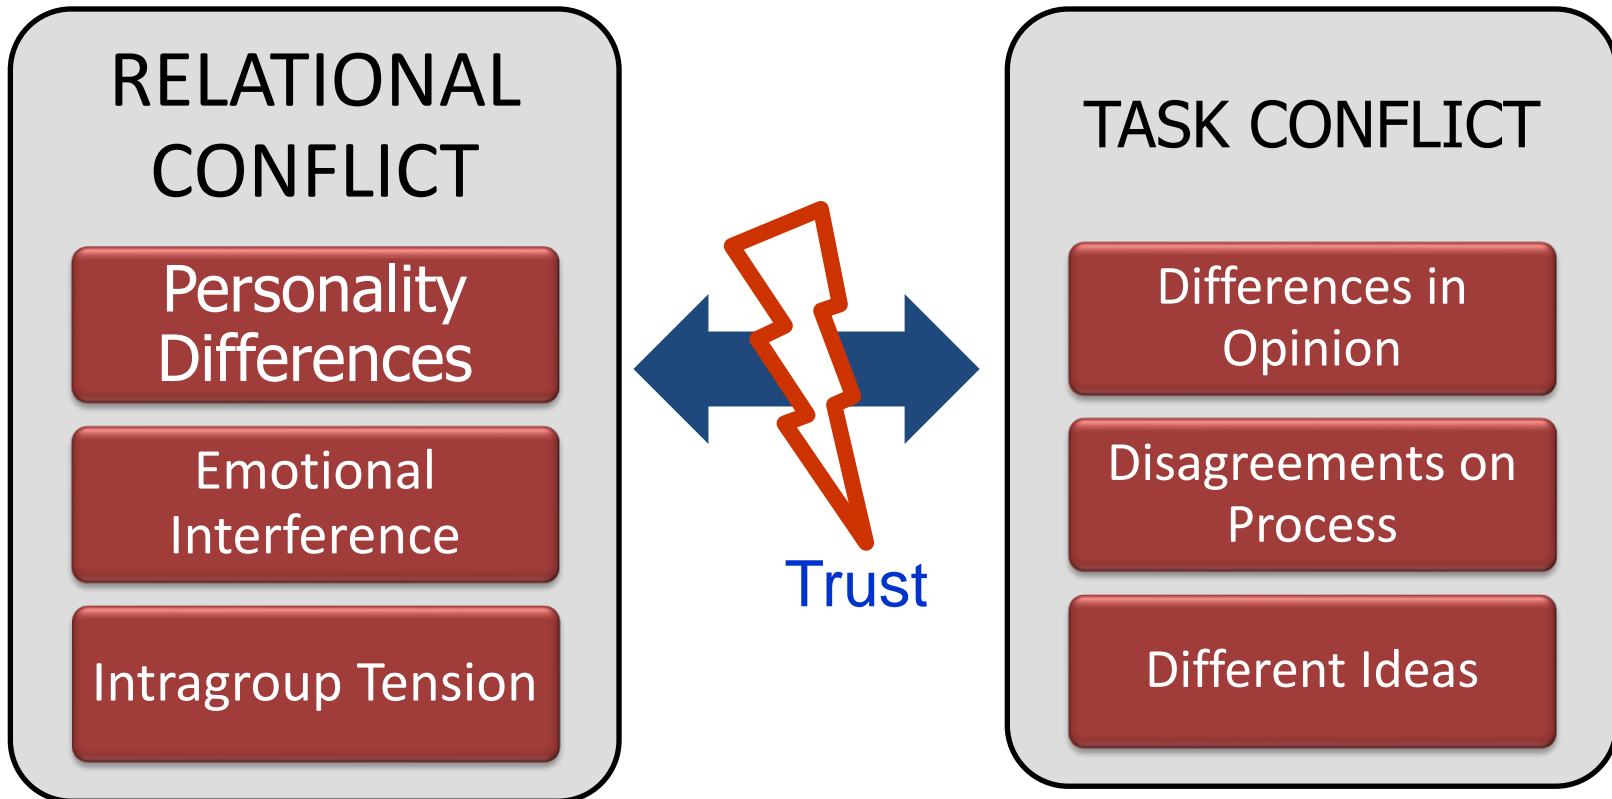 RELATIONAL
CONFLICT
Personality
Differences
Emotional
Interference
Intragroup Tension
Trust
TASK CONFLICT
Differences in
Opinion
Disagreements on
Process
Different Ideas